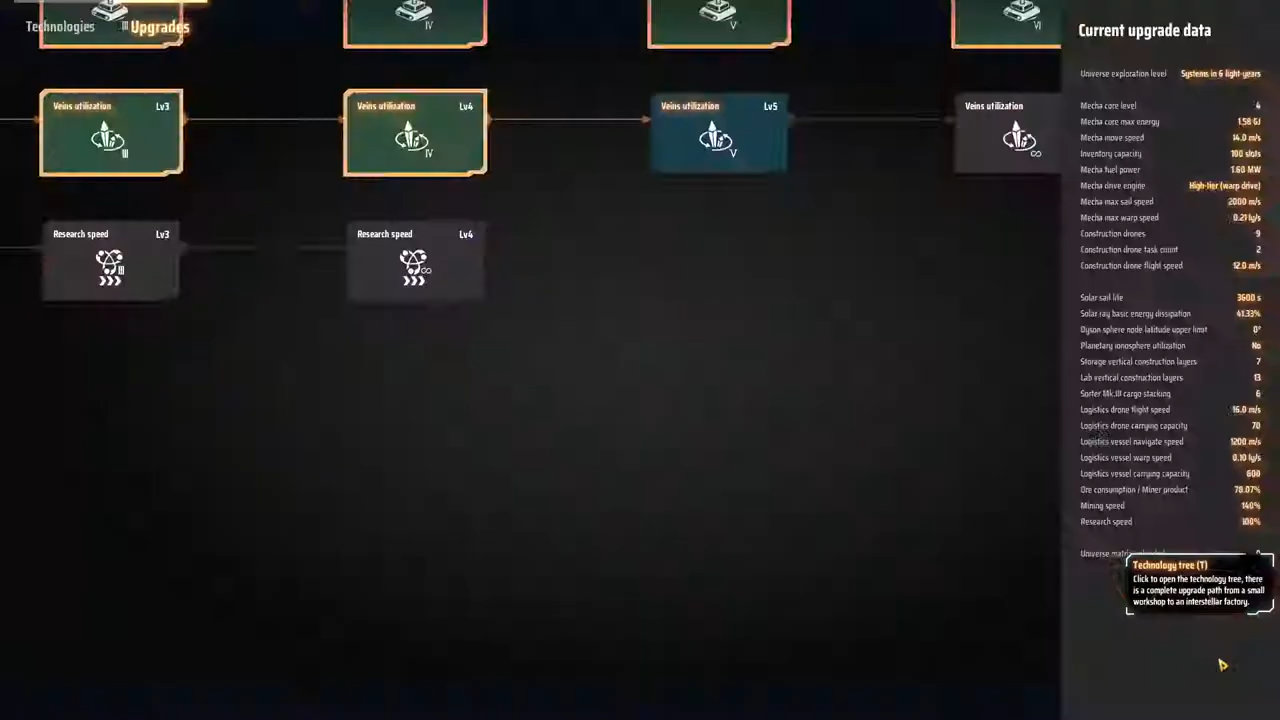 Technologies
III
Upgrades
IV
V
VI
Veins utilization Lv3
III
Veins utilization Lv4
IV
Veins utilization Lv5
V
Veins utilization
∞
Research speed Lv3
III
Research speed Lv4
∞
Current upgrade data
Universe exploration level Systems in 6 light-years
Mecha core level 4
Mecha core max energy 1.58 GJ
Mecha move speed 14.0 m/s
Inventory capacity 100 slots
Mecha fuel power 1.60 MW
Mecha drive engine High-tier (warp drive)
Mecha max sail speed 2000 m/s
Mecha max warp speed 0.21 ly/s
Construction drones 9
Construction drone task count 2
Construction drone flight speed 12.0 m/s
Solar sail life 3600 s
Solar ray basic energy dissipation 41.33%
Dyson sphere node latitude upper limit 0°
Planetary ionosphere utilization No
Storage vertical construction layers 7
Lab vertical construction layers 13
Sorter Mk.III cargo stacking 6
Logistics drone flight speed 16.0 m/s
Logistics drone carrying capacity 70
Logistics vessel navigate speed 1200 m/s
Logistics vessel warp speed 0.10 ly/s
Logistics vessel carrying capacity 600
Ore consumption / Miner product 78.07%
Mining speed 140%
Research speed 100%
Universe
Technology tree (T)
Click to open the technology tree, there
is a complete upgrade path from a small
workshop to an interstellar factory.